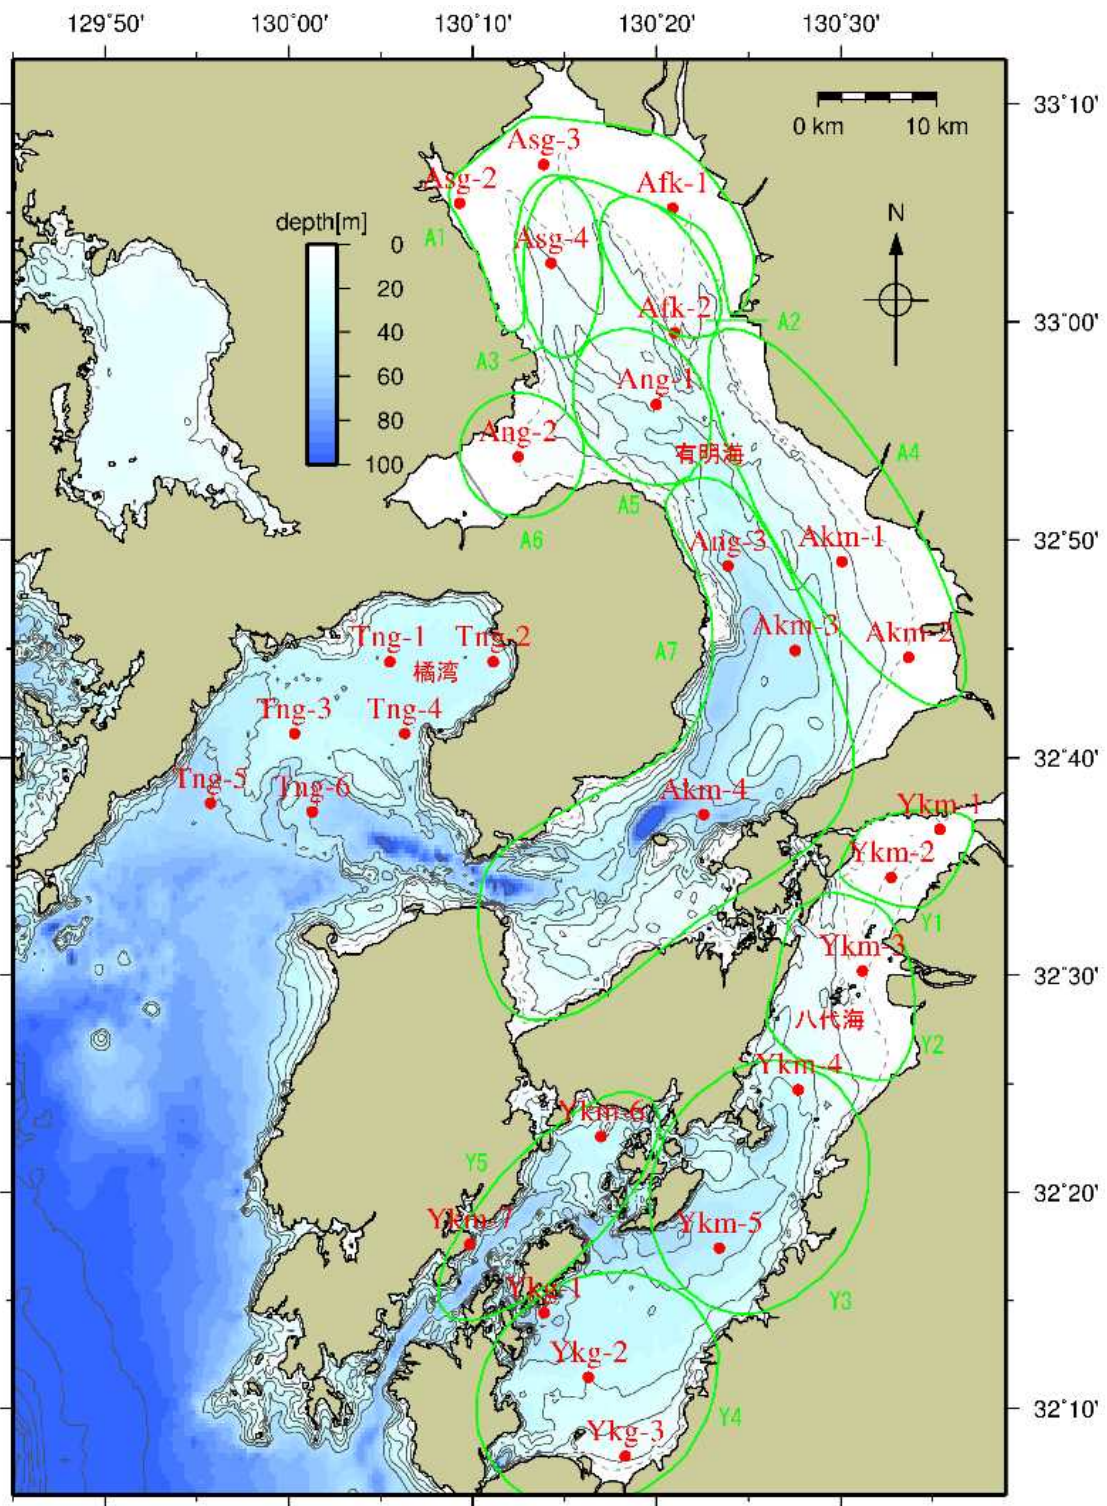 129˚50' 130˚00' 130˚10' 130˚20' 130˚30'
33˚10'
0 km 10 km
Asg-3
Asg-2
Afk-1
N
depth[m]
0
20
40
60
80
100
A1
Asg-4
Afk-2
A2
33˚00'
A3
Ang-1
Ang-2
有明海
A4
A5
A6
32˚50'
Ang-3
Akm-1
Akm-3
Akm-2
Tng-1
Tng-2
橘湾
A7
Tng-3
Tng-4
32˚40'
Tng-5
Tng-6
Akm-4
Ykm-1
Ykm-2
Y1
Ykm-3
32˚30'
八代海
Y2
Ykm-4
Ykm-6
Y5
32˚20'
Ykm-7
Ykm-5
Ykg-1
Y3
Ykg-2
Y4
32˚10'
Ykg-3